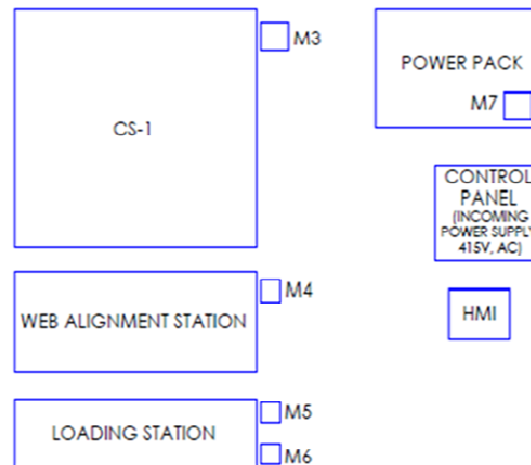 M3
CS-1
POWER PACK
M7
CONTROL
PANEL
(INCOMING
POWER SUPPLY
415V, AC)
M4
WEB ALIGNMENT STATION
HMI
M5
LOADING STATION
M6